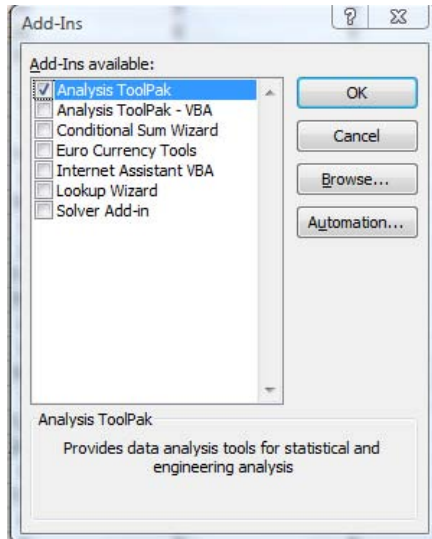 Add-Ins
Add-Ins available:
Analysis ToolPak
Analysis ToolPak - VBA
Conditional Sum Wizard
Euro Currency Tools
Internet Assistant VBA
Lookup Wizard
Solver Add-in
OK
Cancel
Browse...
Automation...
Analysis ToolPak
Provides data analysis tools for statistical and
engineering analysis